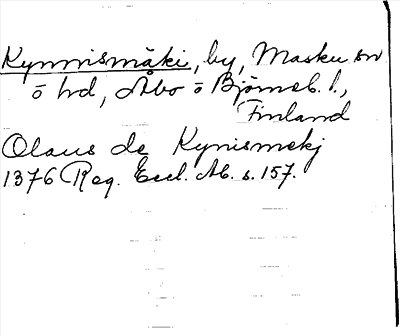 Kynnismäki, by, Masku sn
o hd, Åbo o Björneb. l.,
Finland
Olaus de Kynismekj
1376 Reg. Eccl. Ab. s. 157.